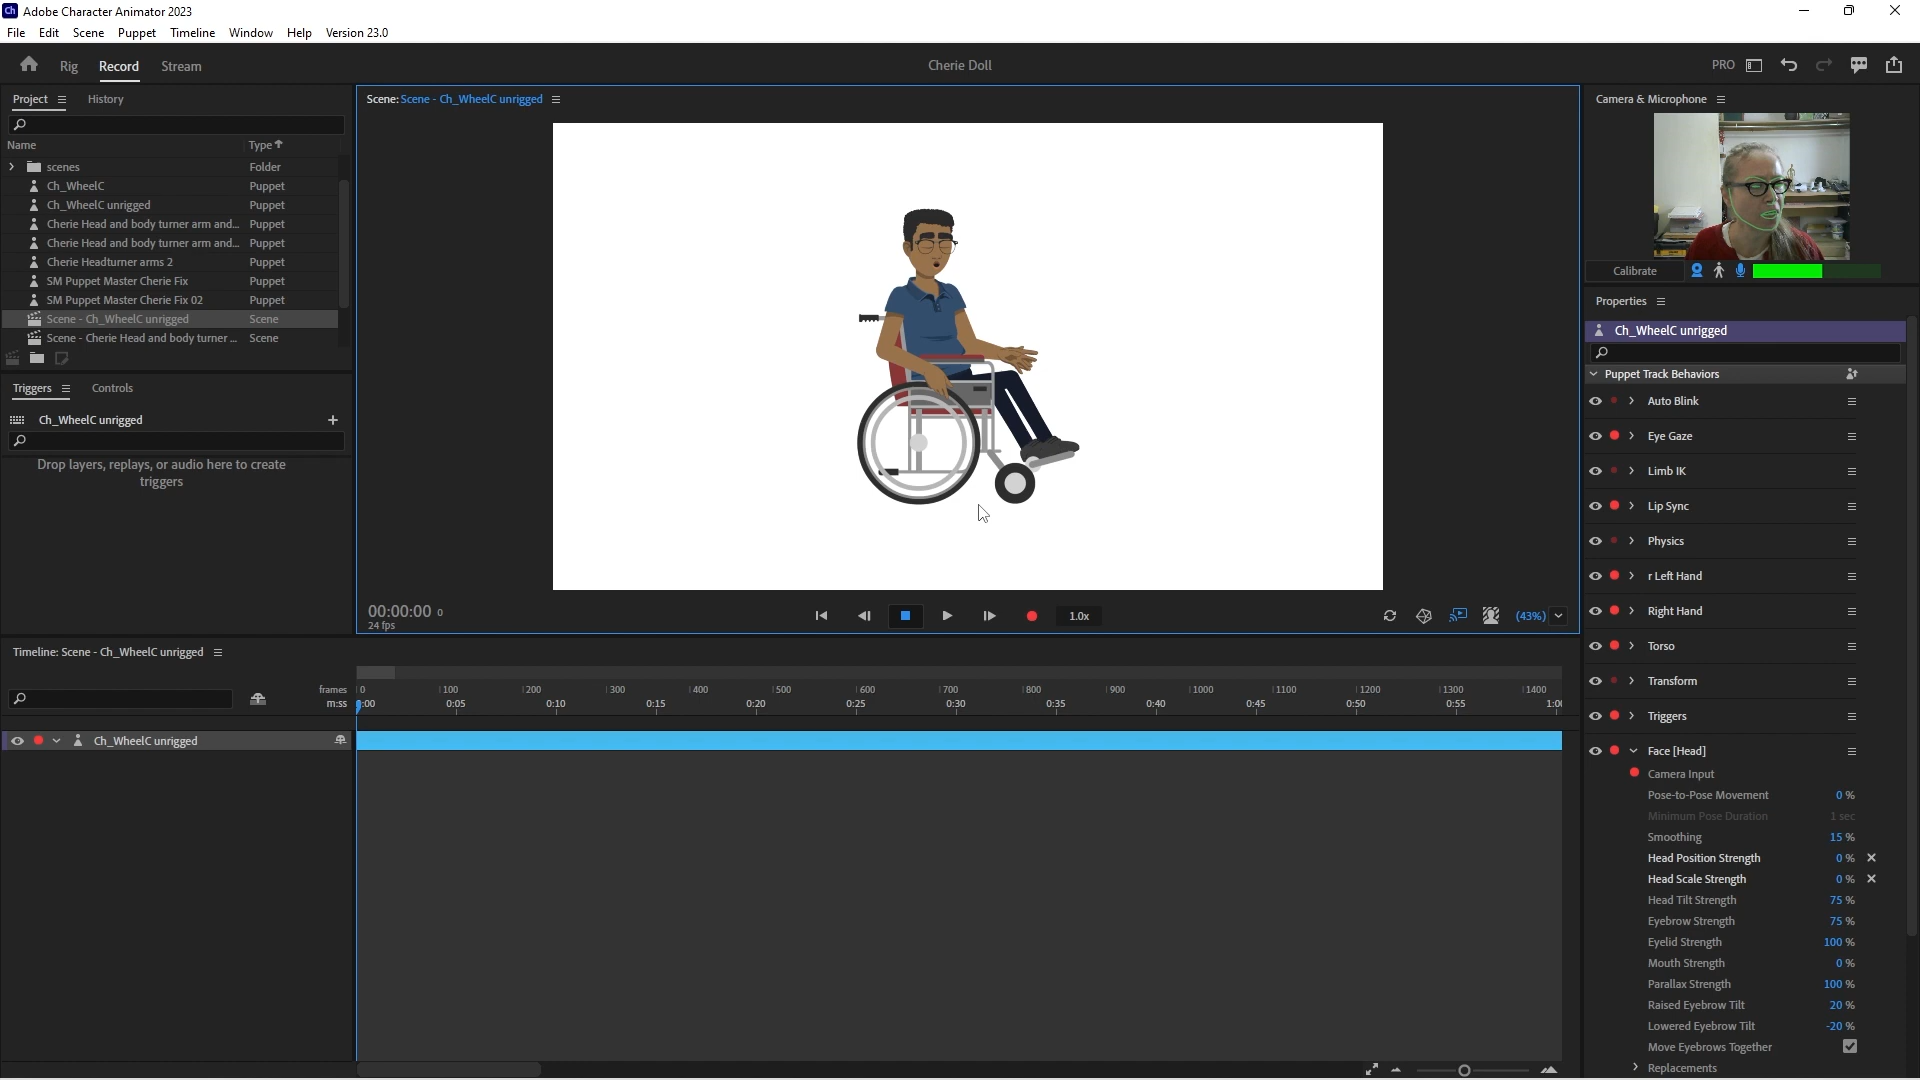 Ch Adobe Character Animator 2023
File Edit Scene Puppet Timeline Window Help Version 23.0
Rig Record Stream
Cherie Doll
PRO
Project History
Name Type
scenes Folder
Ch_WheelC Puppet
Ch_WheelC unrigged Puppet
Cherie Head and body turner arm and... Puppet
Cherie Head and body turner arm and... Puppet
Cherie Headturner arms 2 Puppet
SM Puppet Master Cherie Fix Puppet
SM Puppet Master Cherie Fix 02 Puppet
Scene - Ch_WheelC unrigged Scene
Scene - Cherie Head and body turner ... Scene
Triggers Controls
Ch_WheelC unrigged +
Drop layers, replays, or audio here to create
triggers
Scene: Scene - Ch_WheelC unrigged
00:00:00 0
24 fps
1.0x
(43%)
Camera & Microphone
Calibrate
Properties
Ch_WheelC unrigged
Puppet Track Behaviors
Auto Blink
Eye Gaze
Limb IK
Lip Sync
Physics
r Left Hand
Right Hand
Torso
Transform
Triggers
Face [Head]
Camera Input
Pose-to-Pose Movement 0 %
Minimum Pose Duration 1 sec
Smoothing 15 %
Head Position Strength 0 %
Head Scale Strength 0 %
Head Tilt Strength 75 %
Eyebrow Strength 75 %
Eyelid Strength 100 %
Mouth Strength 0 %
Parallax Strength 100 %
Raised Eyebrow Tilt 20 %
Lowered Eyebrow Tilt -20 %
Move Eyebrows Together
Replacements
Timeline: Scene - Ch_WheelC unrigged
frames 0 100 200 300 400 500 600 700 800 900 1000 1100 1200 1300 1400
m:ss 0:00 0:05 0:10 0:15 0:20 0:25 0:30 0:35 0:40 0:45 0:50 0:55 1:00
Ch_WheelC unrigged